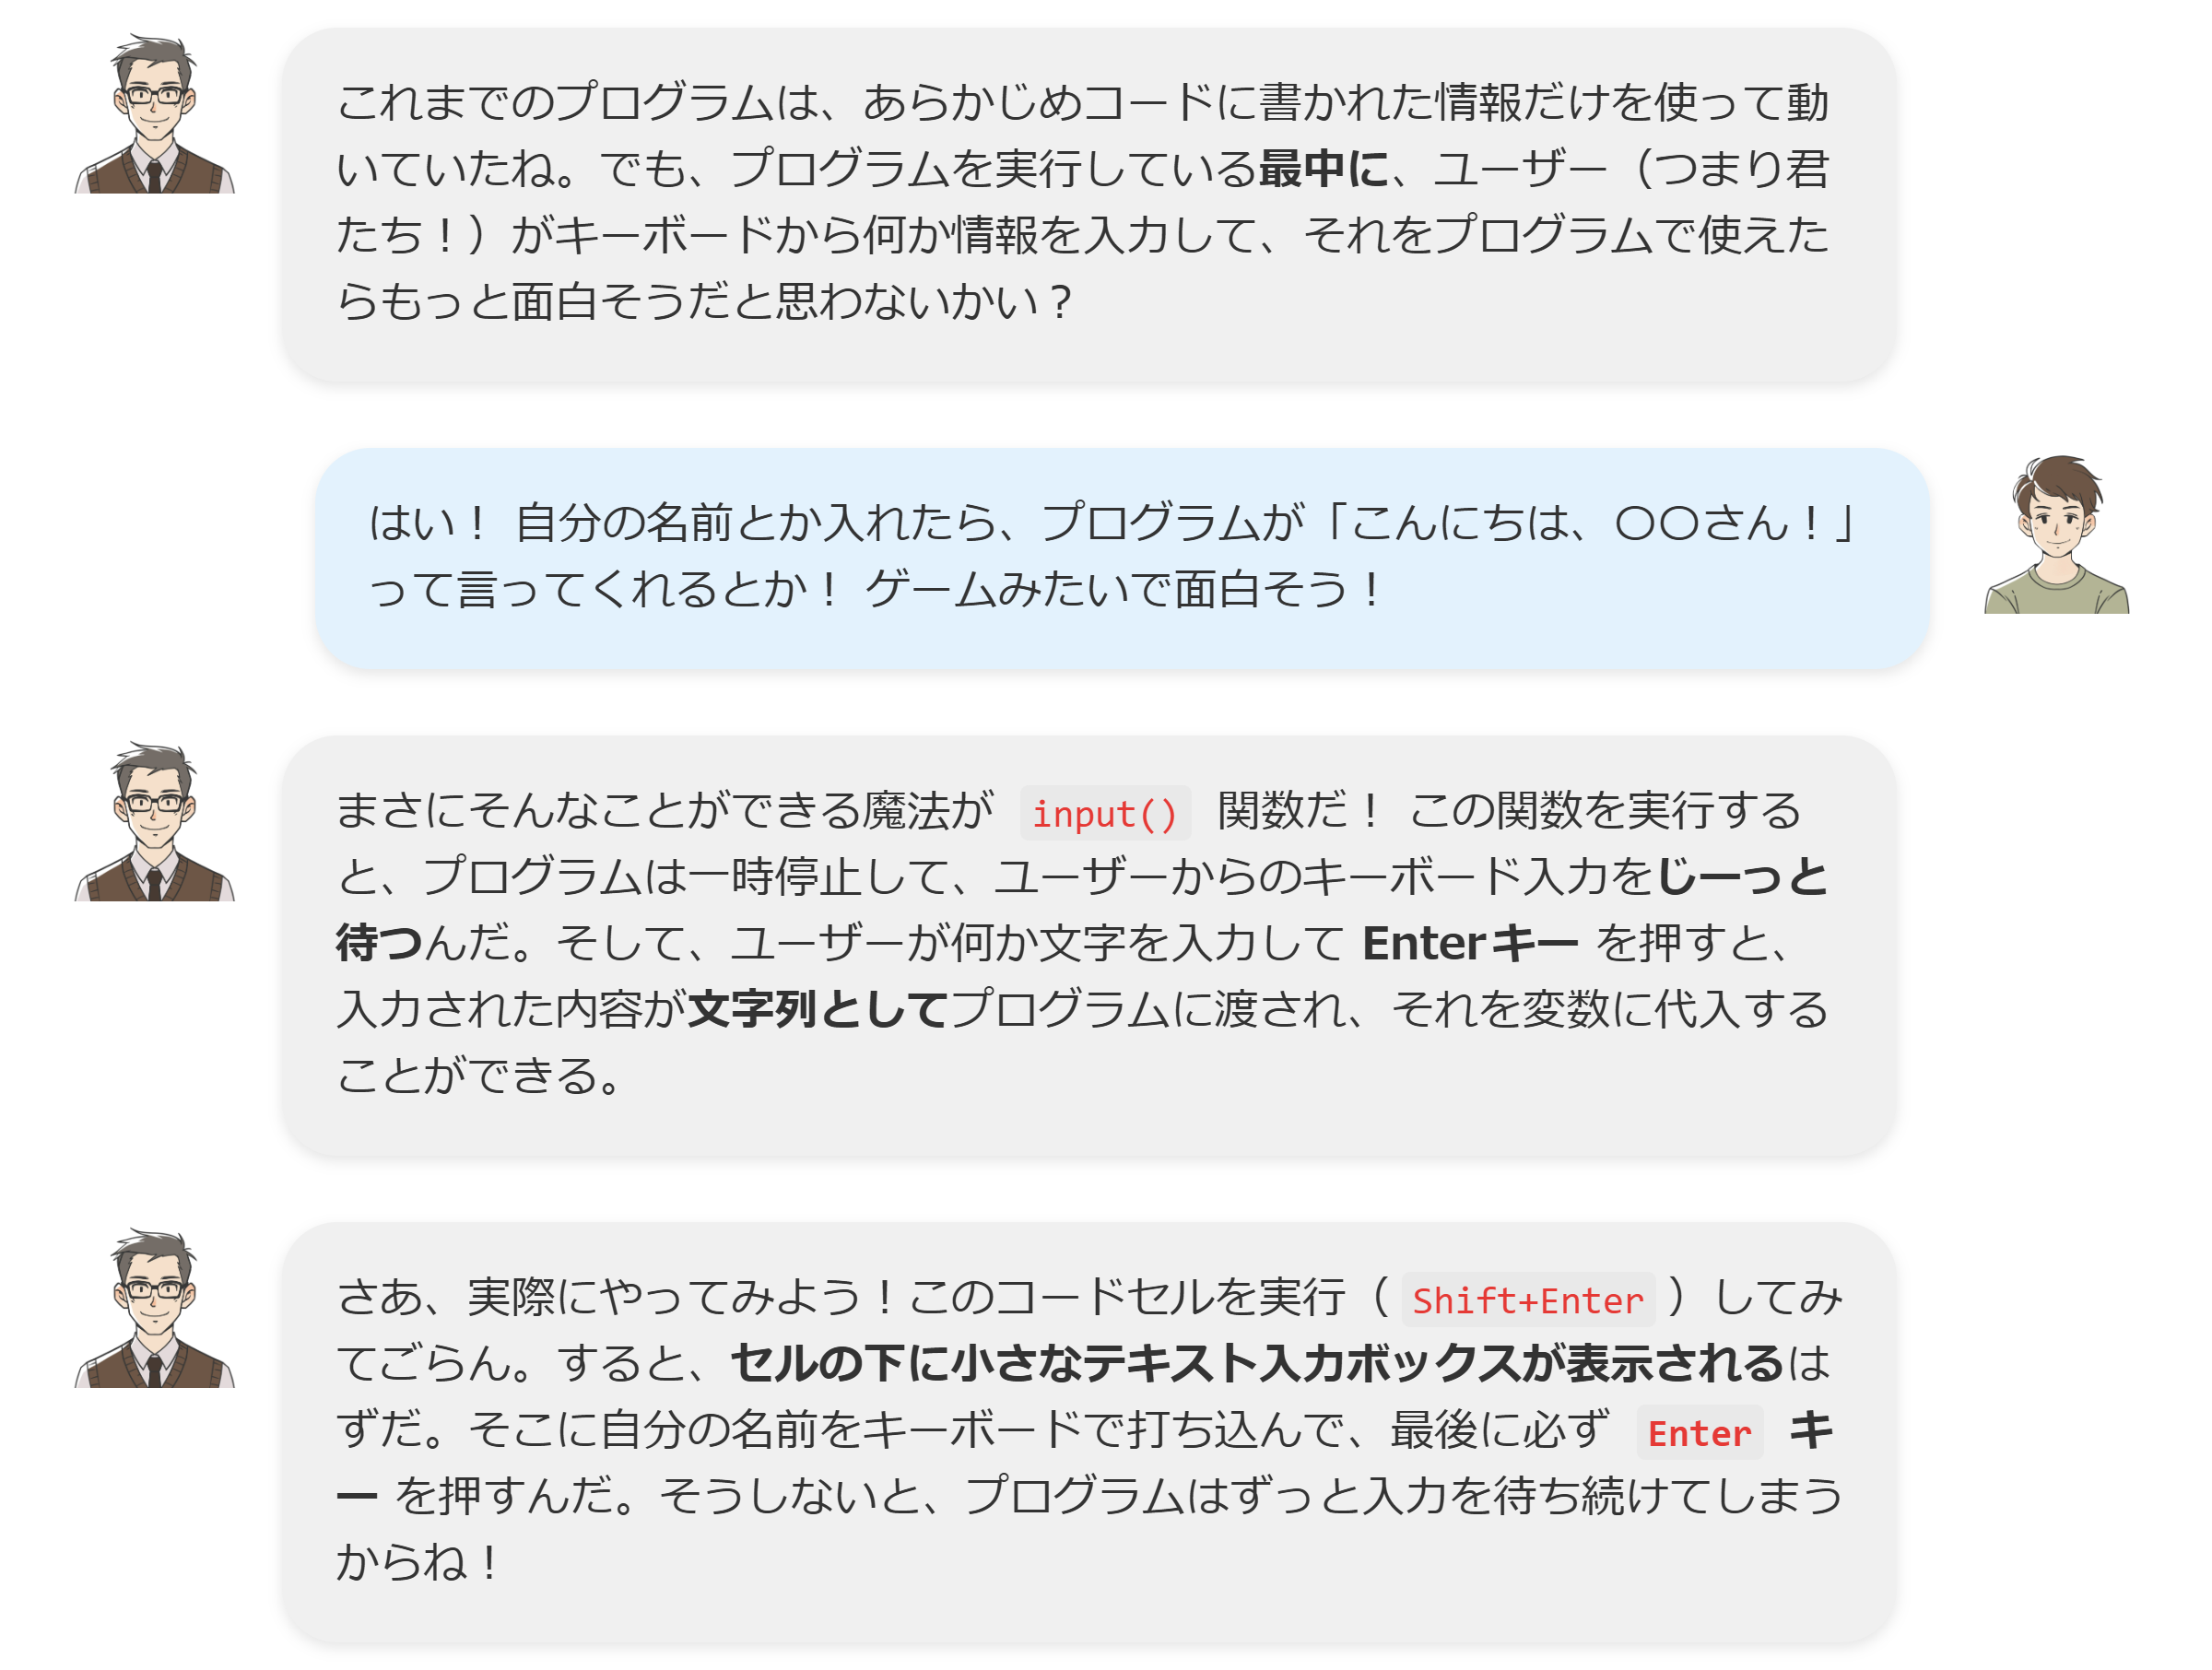 これまでのプログラムは、あらかじめコードに書かれた情報だけを使って動
いていたね。でも、プログラムを実行している最中に、ユーザー（つまり君
たち！）がキーボードから何か情報を入力して、それをプログラムで使えた
らもっと面白そうだと思わないかい？
はい！ 自分の名前とか入れたら、プログラムが「こんにちは、〇〇さん！」
って言ってくれるとか！ ゲームみたいで面白そう！
まさにそんなことができる魔法が input() 関数だ！ この関数を実行する
と、プログラムは一時停止して、ユーザーからのキーボード入力をじーっと
待つんだ。そして、ユーザーが何か文字を入力して Enterキー を押すと、
入力された内容が文字列としてプログラムに渡され、それを変数に代入する
ことができる。
さあ、実際にやってみよう！このコードセルを実行（ Shift+Enter ）してみ
てごらん。すると、セルの下に小さなテキスト入力ボックスが表示されるは
ずだ。そこに自分の名前をキーボードで打ち込んで、最後に必ず Enter キ
ー を押すんだ。そうしないと、プログラムはずっと入力を待ち続けてしまう
からね！